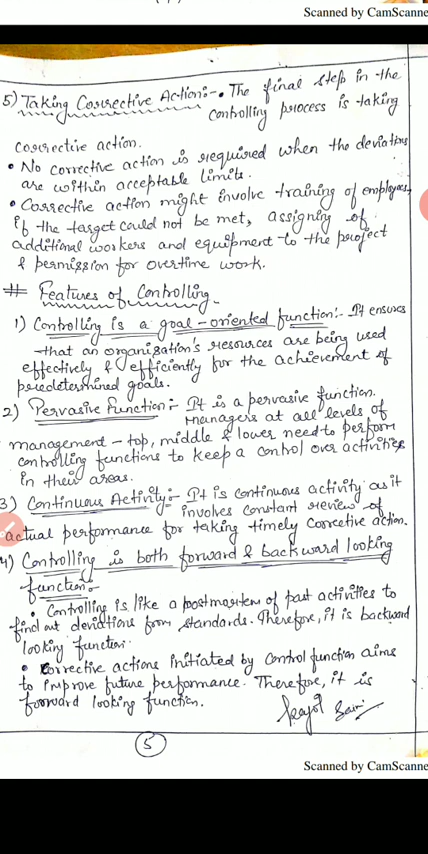 Scanned by CamScanne
5) Taking Corrective Action:- • The final step in the
controlling process is taking
corrective action.
• No corrective action is required when the deviations
are within acceptable limits.
• Corrective action might involve training of employees,
if the target could not be met, assigning of
additional workers and equipment to the project
& permission for overtime work.
# Features of Controlling
1) Controlling is a goal-oriented function:- It ensures
that an organisation's resources are being used
effectively & efficiently for the achievement of
predetermined goals.
2) Pervasive Function:- It is a pervasive function.
Managers at all levels of
management - top, middle & lower need to perform
controlling functions to keep a control over activities
in their areas.
3) Continuous Activity:- It is continuous activity as it
involves constant review of
actual performance for taking timely corrective action.
4) Controlling is both forward & backward looking
function:-
• Controlling is like a postmortem of past activities to
find out deviations from standards. Therefore, it is backward
looking function.
• Corrective actions initiated by control function aims
to improve future performance. Therefore, it is
forward looking function.
5
Scanned by CamScanne